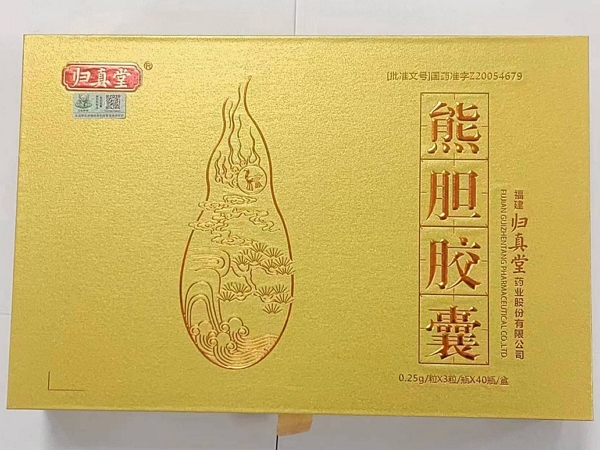 归真堂®
[批准文号]国药准字Z20054679
熊胆胶囊
福建归真堂药业股份有限公司
FUJIAN GUIZHENTANG PHARMACEUTICAL CO.,LTD.
0.25g/粒X3粒/瓶X40瓶/盒